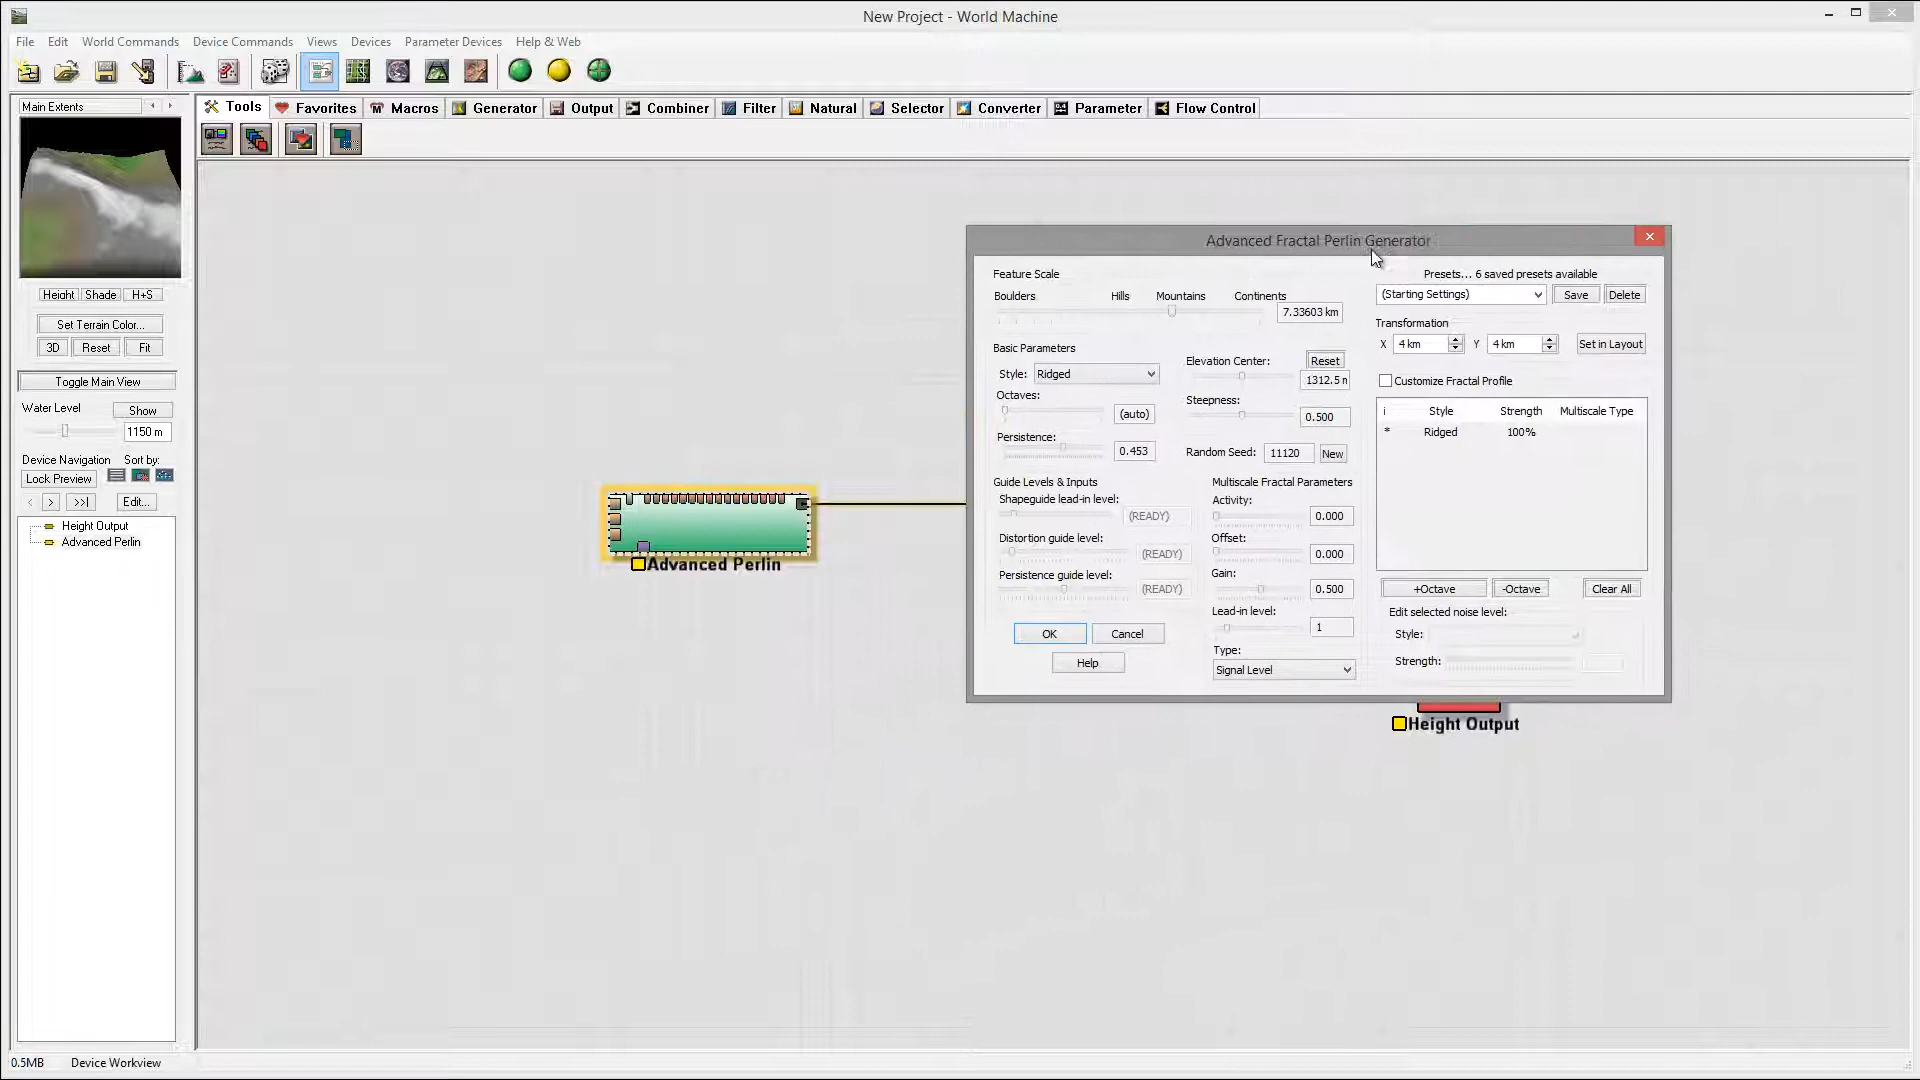 New Project - World Machine
File Edit World Commands Device Commands Views Devices Parameter Devices Help & Web
Main Extents
Tools Favorites Macros Generator Output Combiner Filter Natural Selector Converter Parameter Flow Control
Height Shade H+S
Set Terrain Color...
3D Reset Fit
Toggle Main View
Water Level Show
1150 m
Device Navigation Sort by:
Lock Preview
< > >>| Edit...
Height Output
Advanced Perlin
Advanced Perlin
Advanced Fractal Perlin Generator
Feature Scale
Boulders Hills Mountains Continents
7.33603 km
Presets... 6 saved presets available
(Starting Settings) Save Delete
Transformation
X 4 km Y 4 km Set in Layout
Basic Parameters
Style: Ridged
Octaves: (auto)
Persistence: 0.453
Elevation Center: Reset
1312.5 n
Steepness: 0.500
Random Seed: 11120 New
Customize Fractal Profile
i Style Strength Multiscale Type
* Ridged 100%
Guide Levels & Inputs
Shapeguide lead-in level: (READY)
Distortion guide level: (READY)
Persistence guide level: (READY)
Multiscale Fractal Parameters
Activity: 0.000
Offset: 0.000
Gain: 0.500
Lead-in level: 1
Type:
Signal Level
+Octave -Octave Clear All
Edit selected noise level:
Style:
Strength:
OK Cancel
Help
Height Output
0.5MB Device Workview